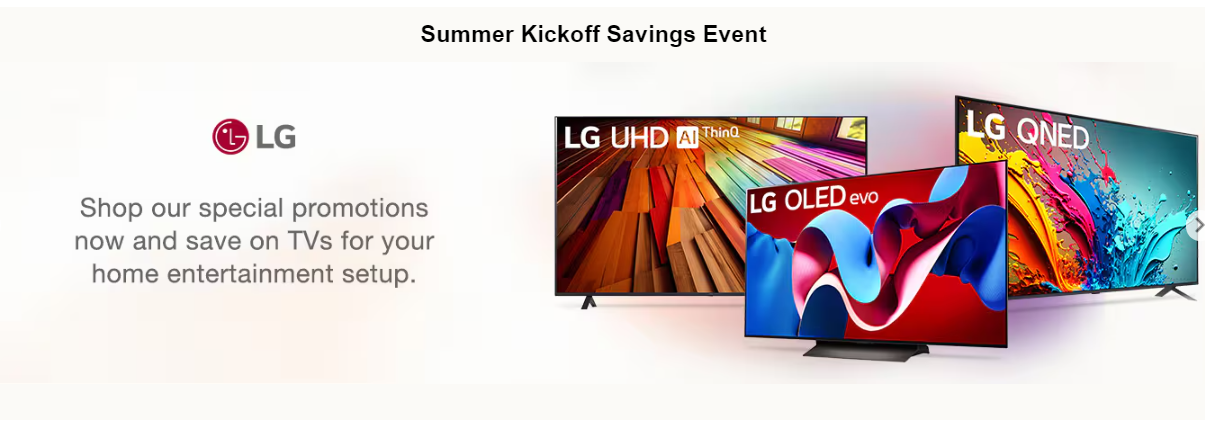 Summer Kickoff Savings Event
LG
Shop our special promotions
now and save on TVs for your
home entertainment setup.
LG UHD AI ThinQ
LG OLED evo
LG QNED